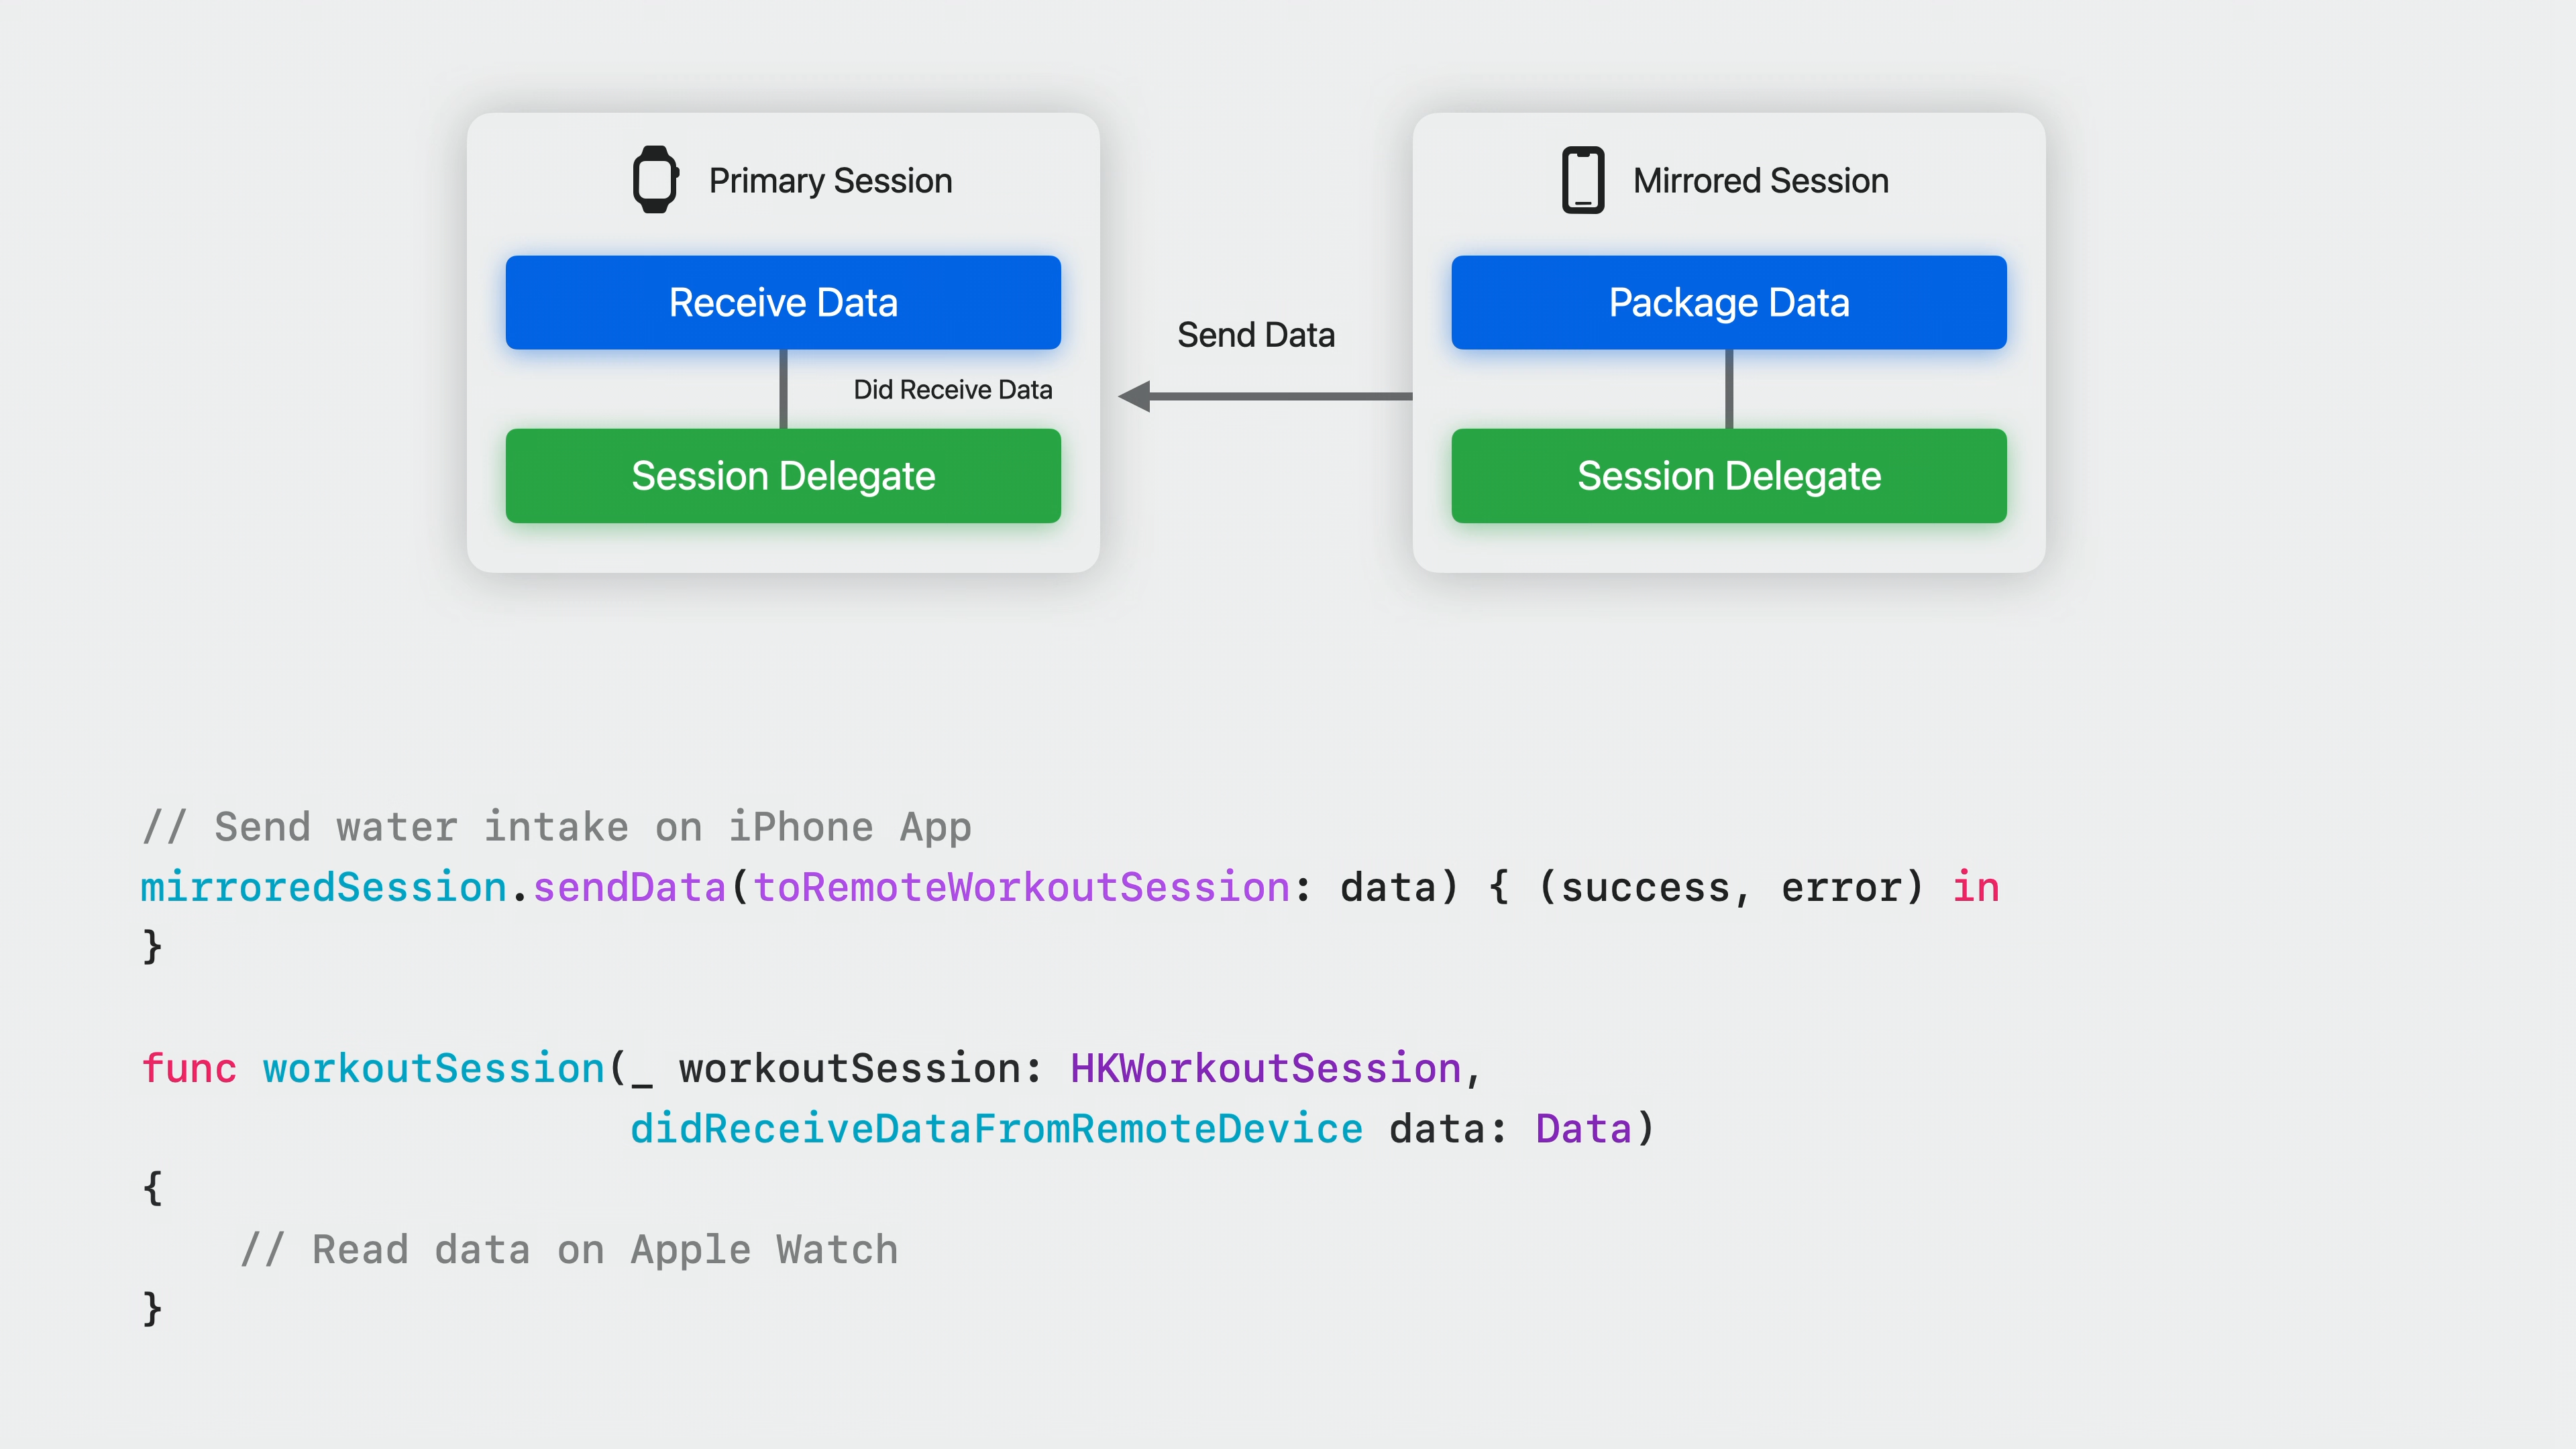 Primary Session
Receive Data
Did Receive Data
Session Delegate
Send Data
Mirrored Session
Package Data
Session Delegate
// Send water intake on iPhone App
mirroredSession.sendData(toRemoteWorkoutSession: data) { (success, error) in
}
func workoutSession(_ workoutSession: HKWorkoutSession,
didReceiveDataFromRemoteDevice data: Data)
{
// Read data on Apple Watch
}